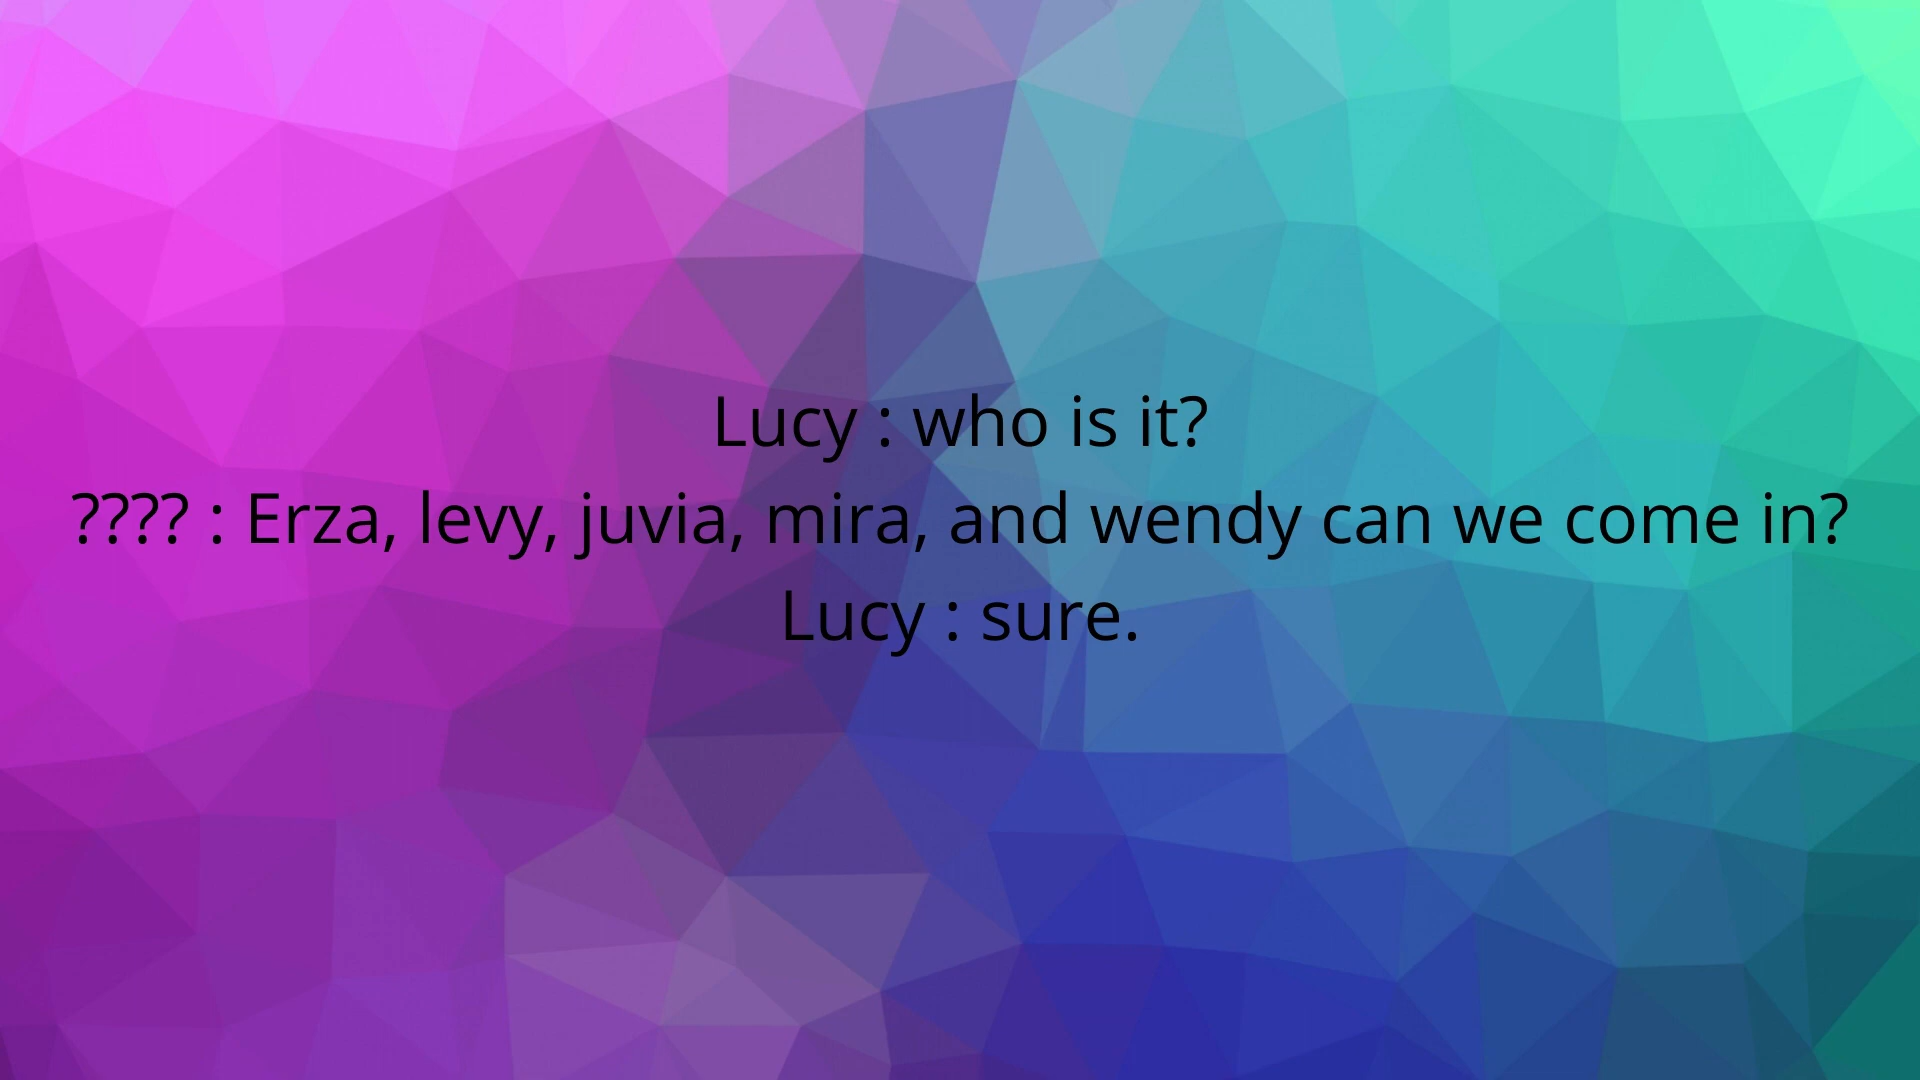 Lucy : who is it?
???? : Erza, levy, juvia, mira, and wendy can we come in?
Lucy : sure.